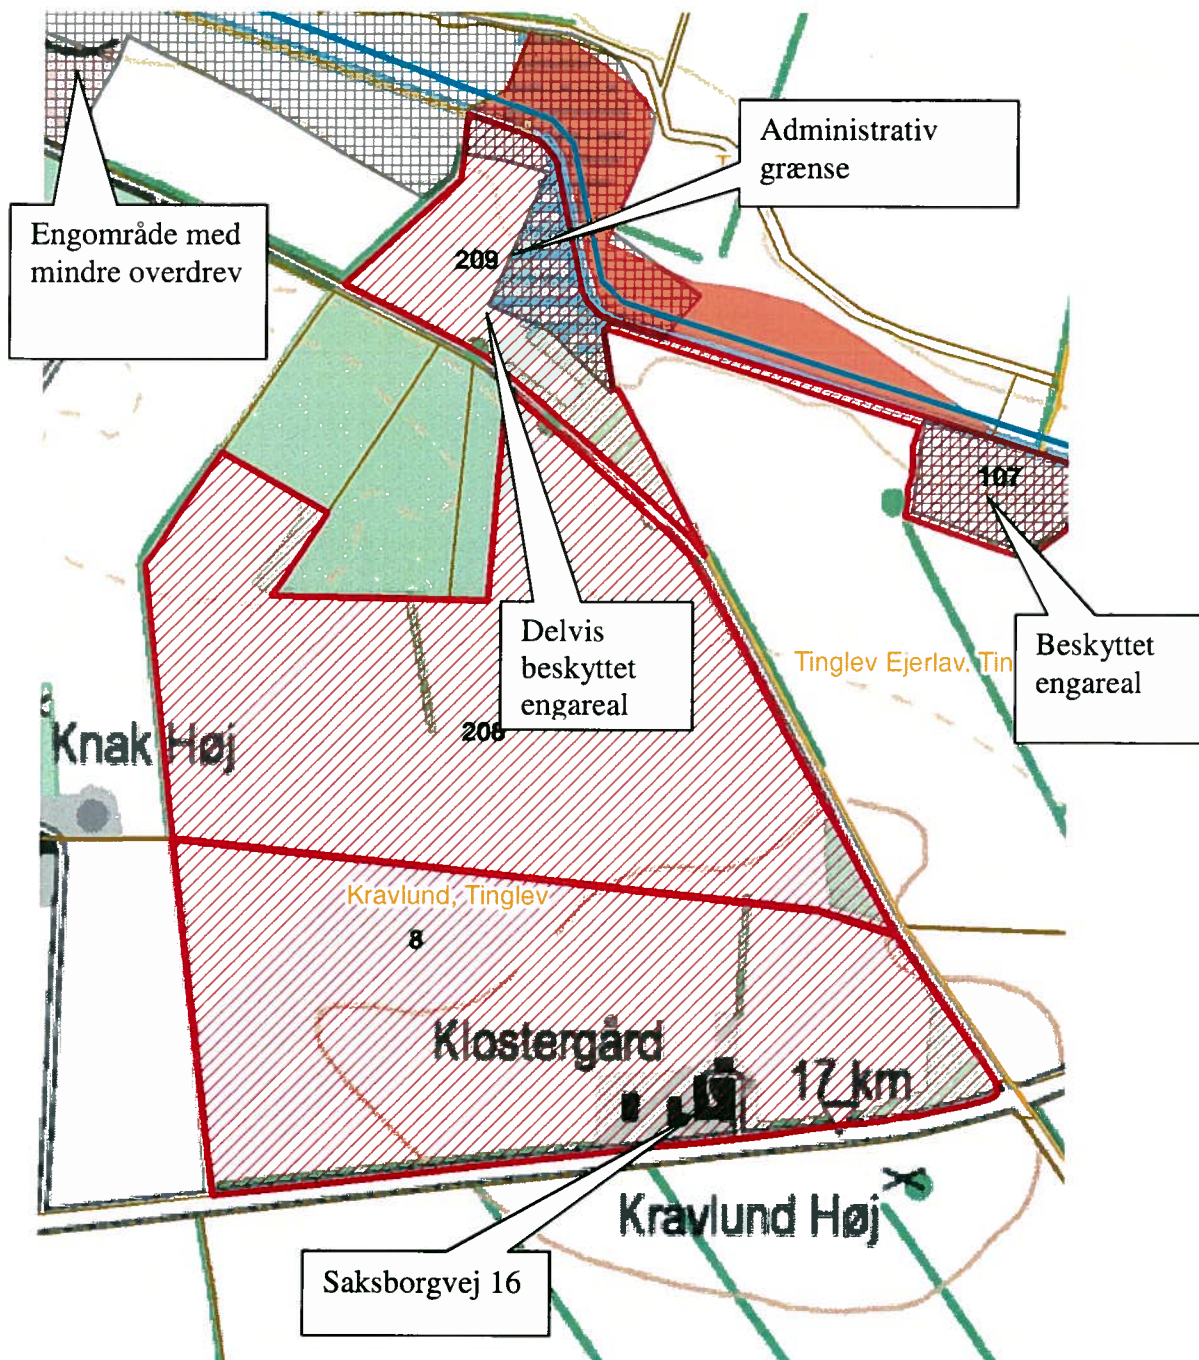 Administrativ
grænse
Engområde med
mindre overdrev
209
107
Delvis
beskyttet
engareal
Tinglev Ejerlav. Tin
Beskyttet
engareal
208
Knak Høj
Kravlund, Tinglev
8
Klostergård
17 km
Kravlund Høj
Saksborgvej 16